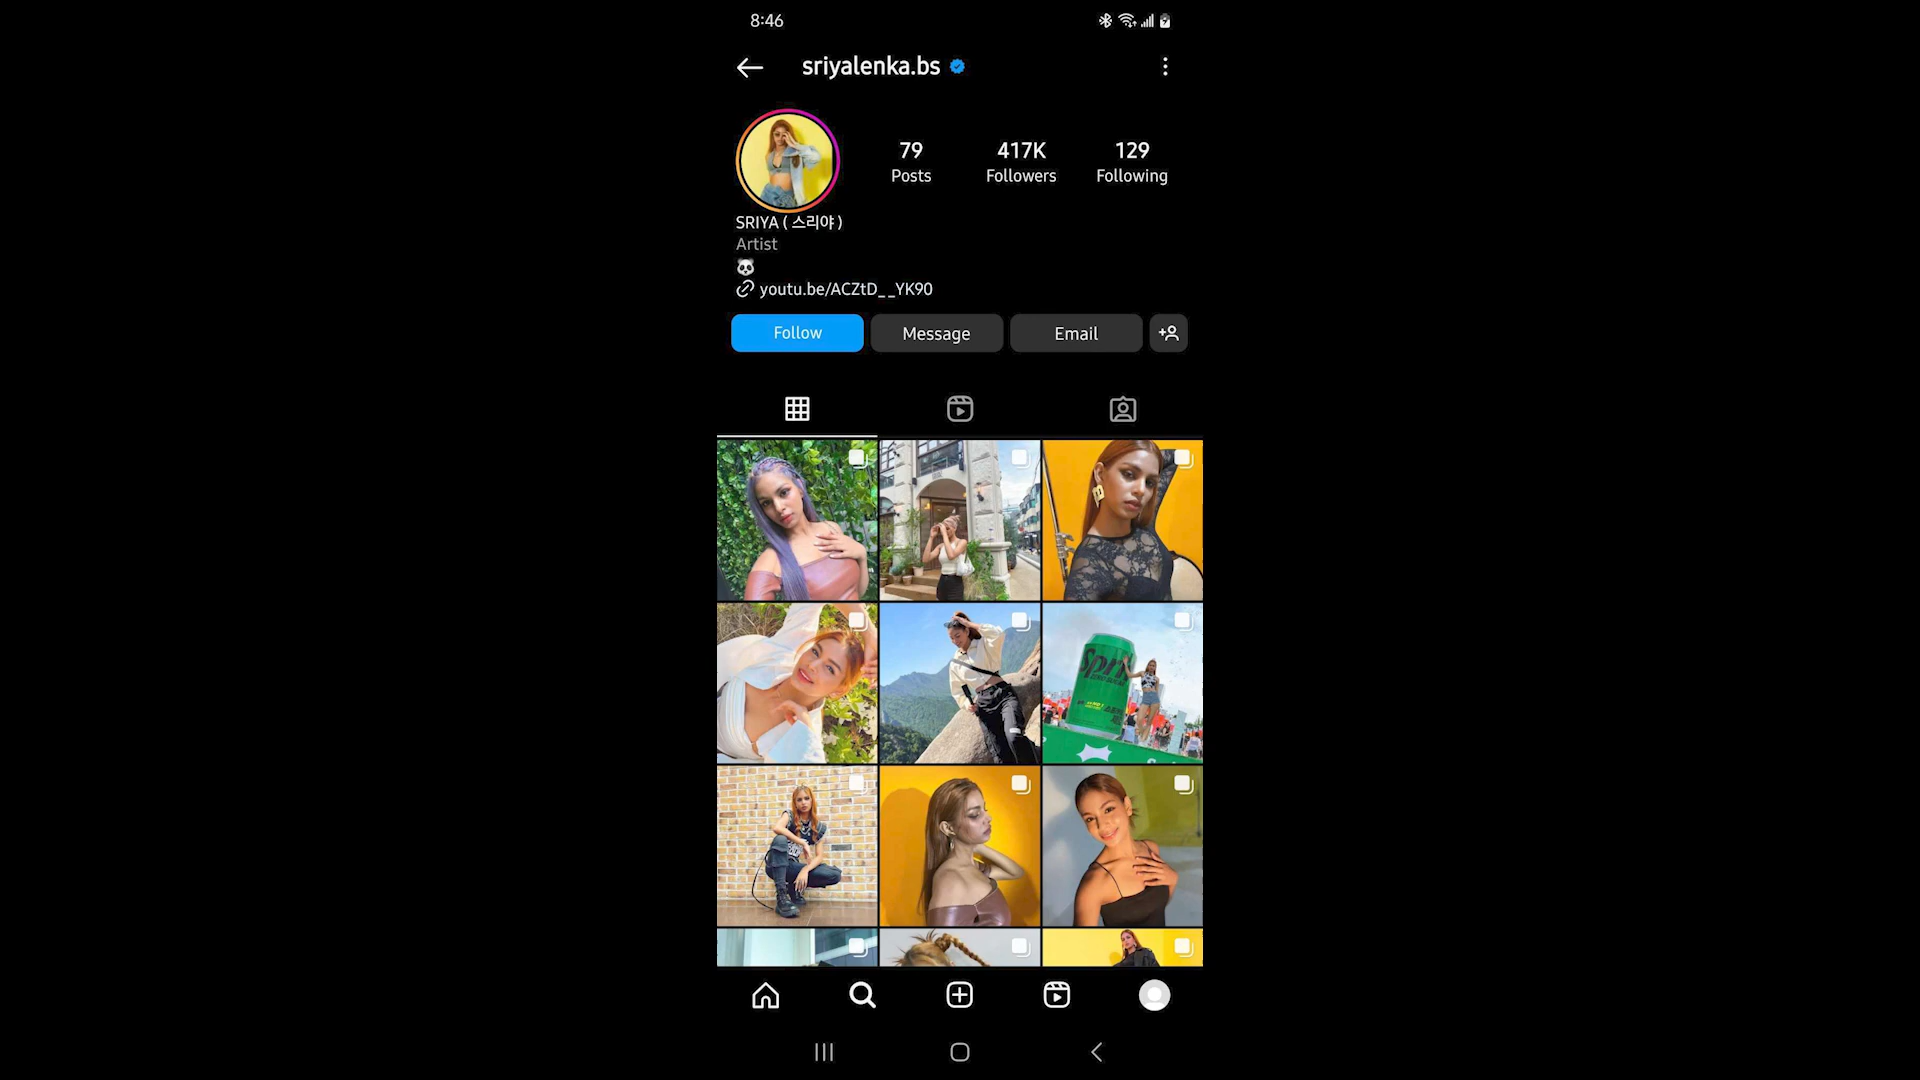 8:46
sriyalenka.bs
79 417K 129
Posts Followers Following
SRIYA ( 스리야 )
Artist
youtu.be/ACZtD__YK90
Follow Message Email